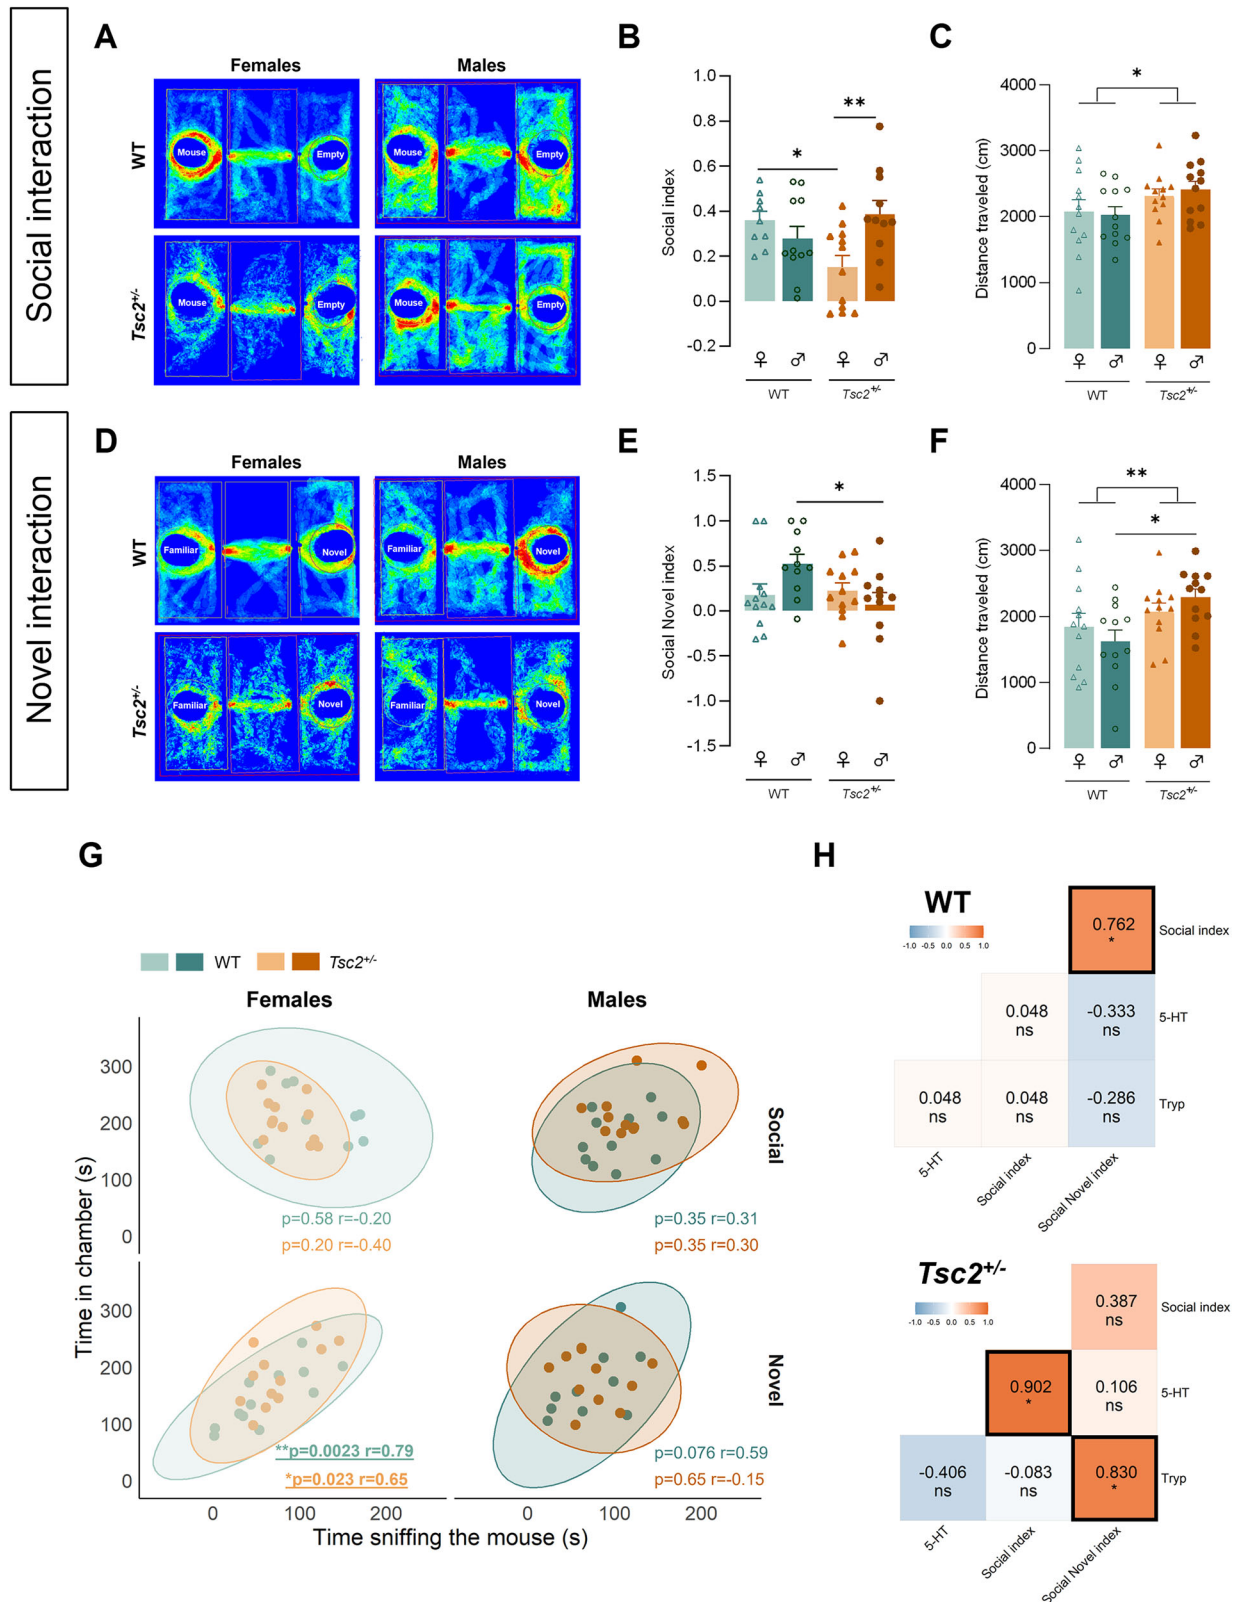 Social interaction
A
Females
Males
WT
Mouse
Empty
Mouse
Empty
Tsc2+/-
Mouse
Empty
Mouse
Empty
B
Social index
1.0
0.8
0.6
0.4
0.2
0.0
-0.2
*
**
♀ ♂ ♀ ♂
WT Tsc2+/-
C
Distance traveled (cm)
4000
3000
2000
1000
0
*
♀ ♂ ♀ ♂
WT Tsc2+/-
Novel interaction
D
Females
Males
WT
Familiar
Novel
Familiar
Novel
Tsc2+/-
Familiar
Novel
Familiar
Novel
E
Social Novel index
1.5
1.0
0.5
0.0
-0.5
-1.0
-1.5
*
♀ ♂ ♀ ♂
WT Tsc2+/-
F
Distance traveled (cm)
4000
3000
2000
1000
0
**
*
♀ ♂ ♀ ♂
WT Tsc2+/-
G
WT Tsc2+/-
Females
Males
Time in chamber (s)
300
200
100
0
p=0.58 r=-0.20
p=0.20 r=-0.40
p=0.35 r=0.31
p=0.35 r=0.30
Social
300
200
100
0
**p=0.0023 r=0.79
*p=0.023 r=0.65
p=0.076 r=0.59
p=0.65 r=-0.15
Novel
0 100 200
0 100 200
Time sniffing the mouse (s)
H
WT
-1.0 -0.5 0.0 0.5 1.0
0.762
*
Social index
0.048
ns
-0.333
ns
5-HT
0.048
ns
0.048
ns
-0.286
ns
Tryp
5-HT
Social index
Social Novel index
Tsc2+/-
-1.0 -0.5 0.0 0.5 1.0
0.387
ns
Social index
0.902
*
0.106
ns
5-HT
-0.406
ns
-0.083
ns
0.830
*
Tryp
5-HT
Social index
Social Novel index